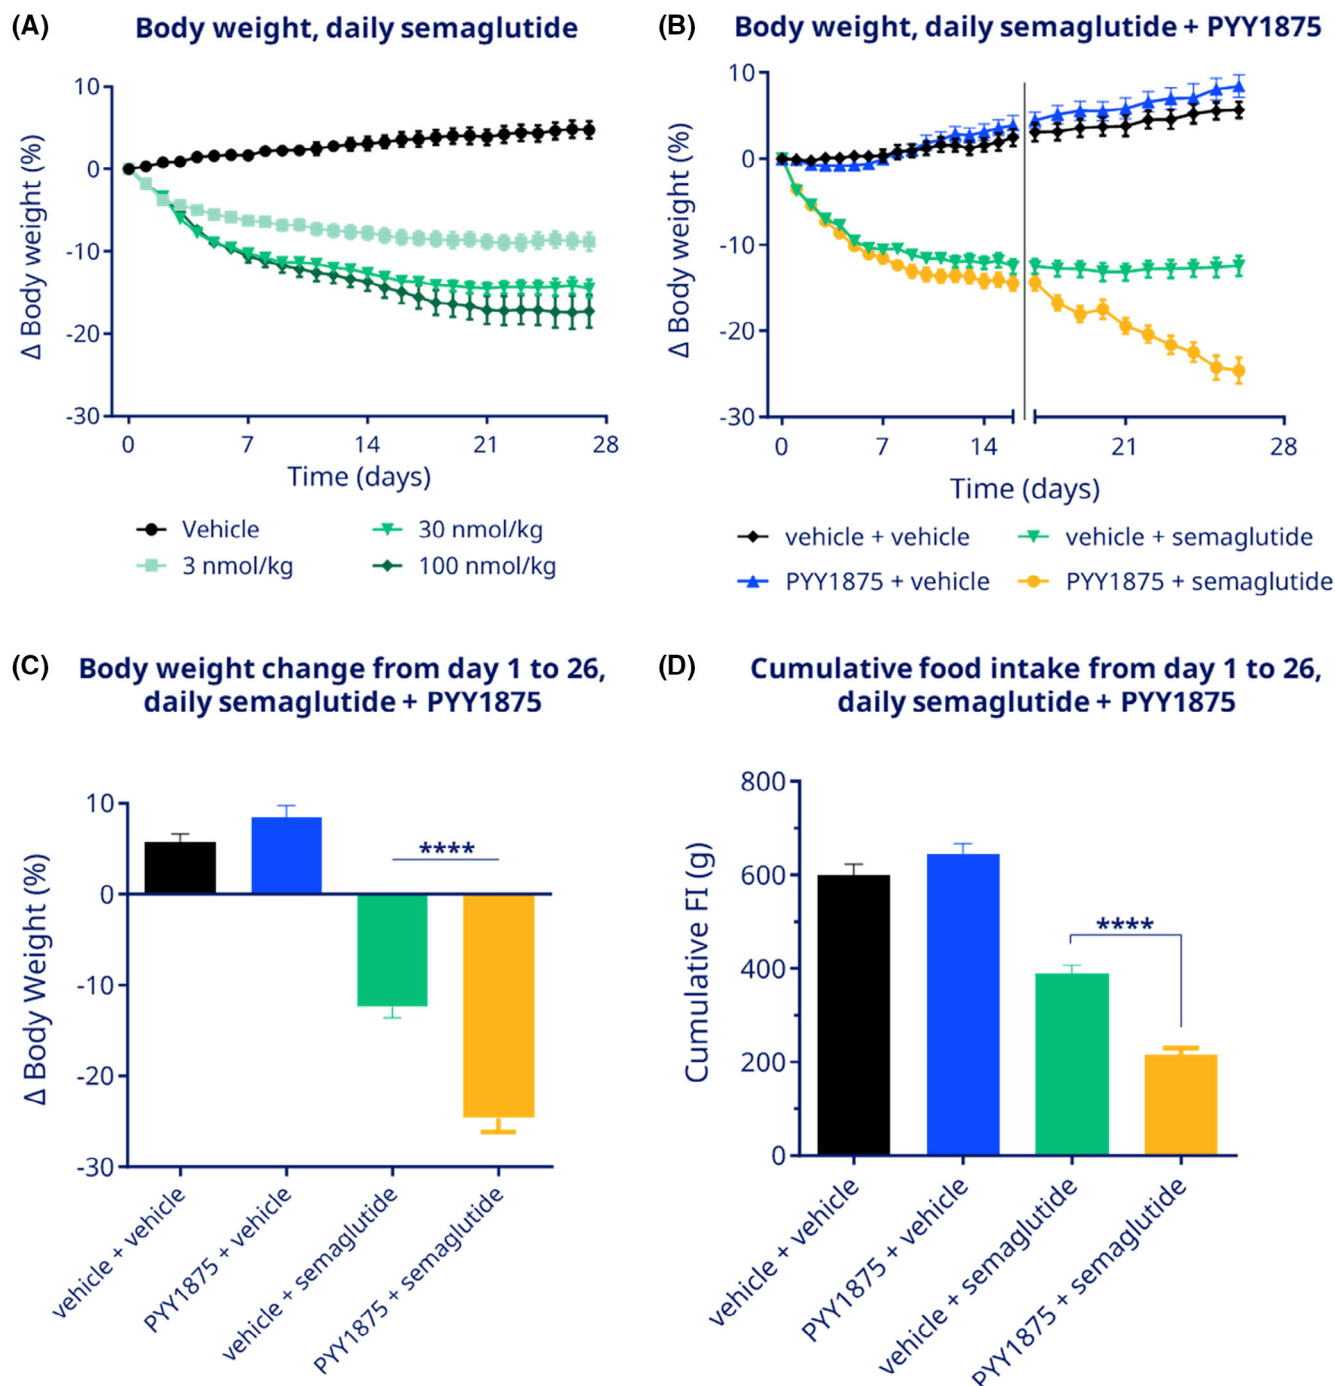 (A)
Body weight, daily semaglutide
Δ Body weight (%)
10
0
-10
-20
-30
0 7 14 21 28
Time (days)
Vehicle
30 nmol/kg
3 nmol/kg
100 nmol/kg
(B)
Body weight, daily semaglutide + PYY1875
Δ Body weight (%)
10
0
-10
-20
-30
0 7 14 21 28
Time (days)
vehicle + vehicle
vehicle + semaglutide
PYY1875 + vehicle
PYY1875 + semaglutide
(C)
Body weight change from day 1 to 26,
daily semaglutide + PYY1875
Δ Body Weight (%)
10
0
-10
-20
-30
****
vehicle + vehicle
PYY1875 + vehicle
vehicle + semaglutide
PYY1875 + semaglutide
(D)
Cumulative food intake from day 1 to 26,
daily semaglutide + PYY1875
Cumulative FI (g)
800
600
400
200
0
****
vehicle + vehicle
PYY1875 + vehicle
vehicle + semaglutide
PYY1875 + semaglutide